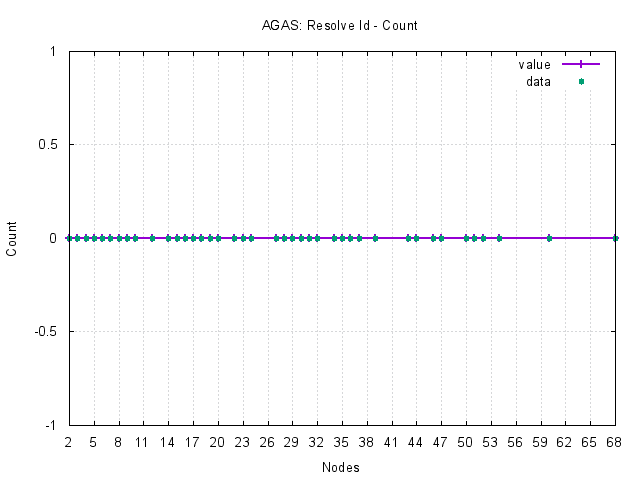 AGAS: Resolve Id - Count
value
data
1
0.5
0
-0.5
-1
Count
2 5 8 11 14 17 20 23 26 29 32 35 38 41 44 47 50 53 56 59 62 65 68
Nodes